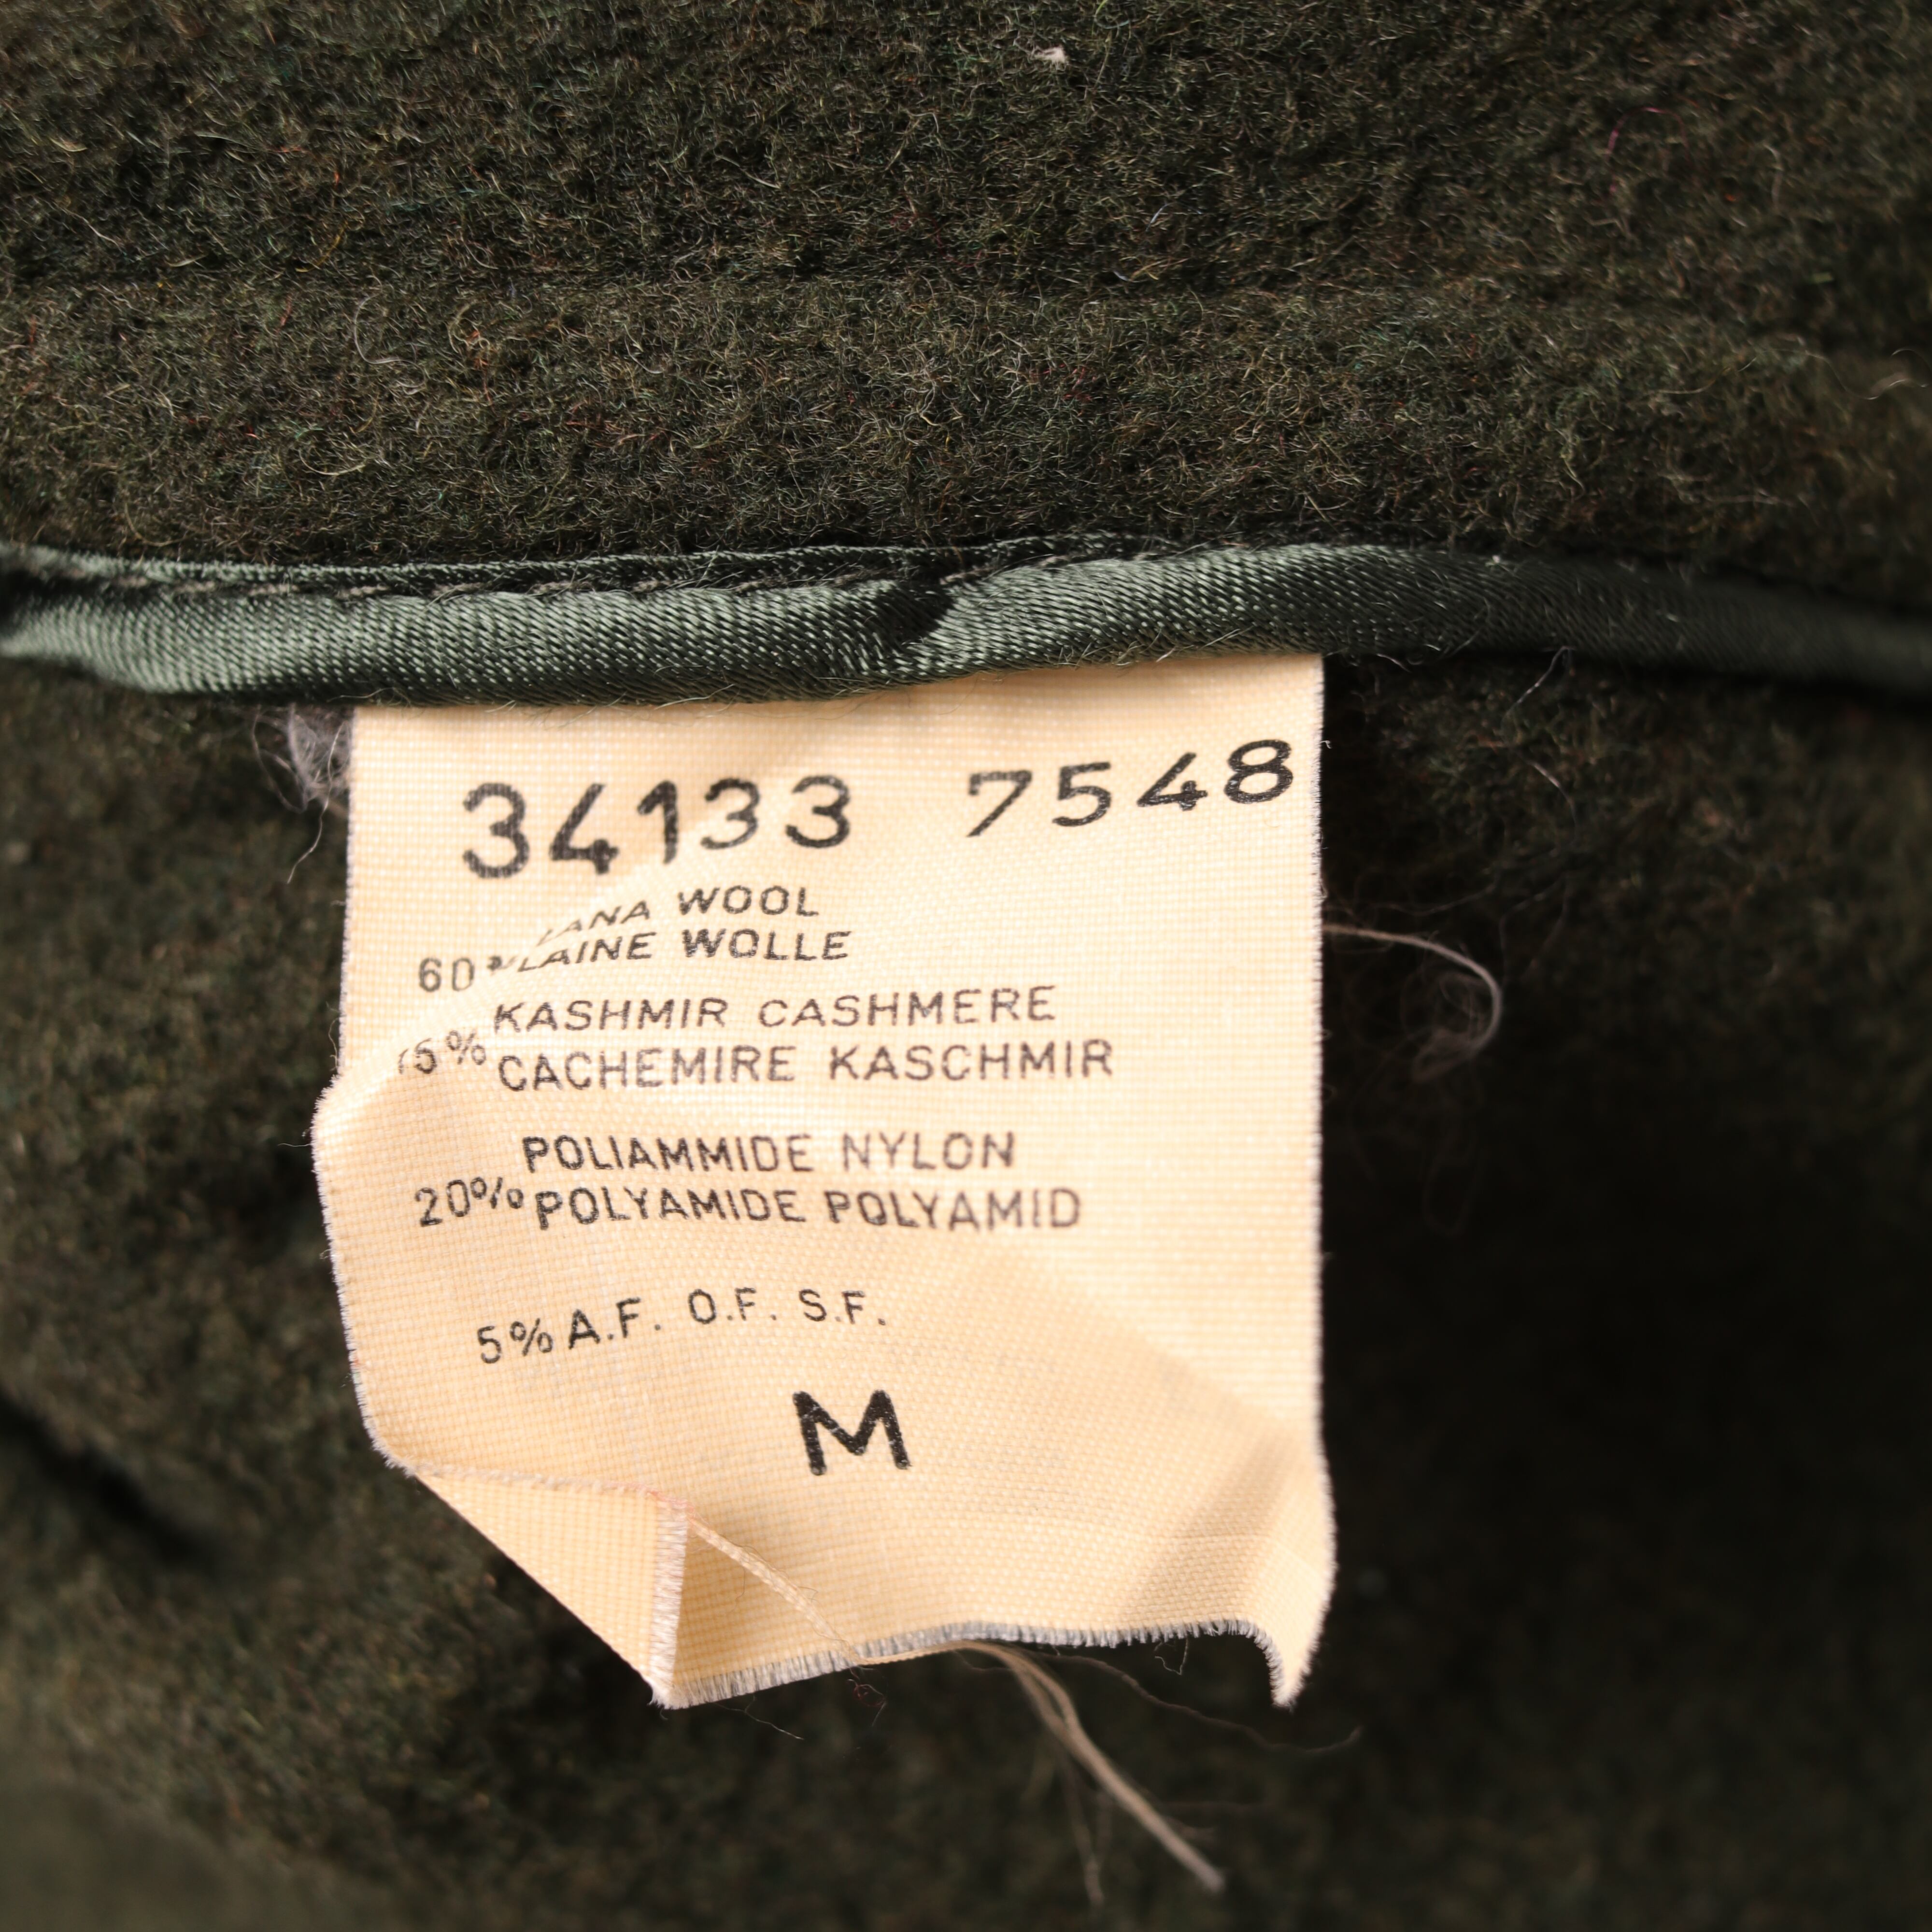 34133 7548
LANA WOOL
60% LAINE WOLLE
KASHMIR CASHMERE
15% CACHEMIRE KASCHMIR
POLIAMMIDE NYLON
20% POLYAMIDE POLYAMID
5% A.F. O.F. S.F.
M